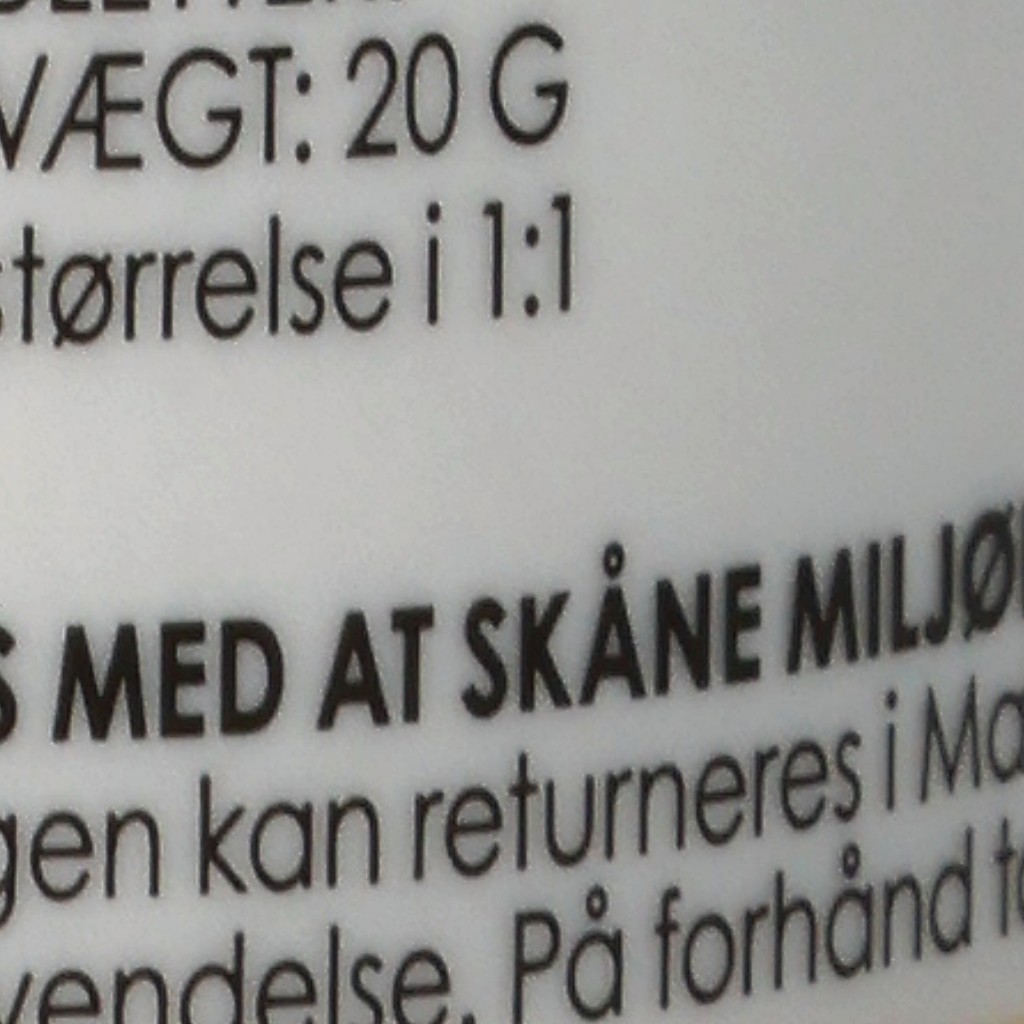 VÆGT: 20 G
størrelse i 1:1
S MED AT SKÅNE MILJØ
gen kan returneres i Ma
vendelse. På forhånd